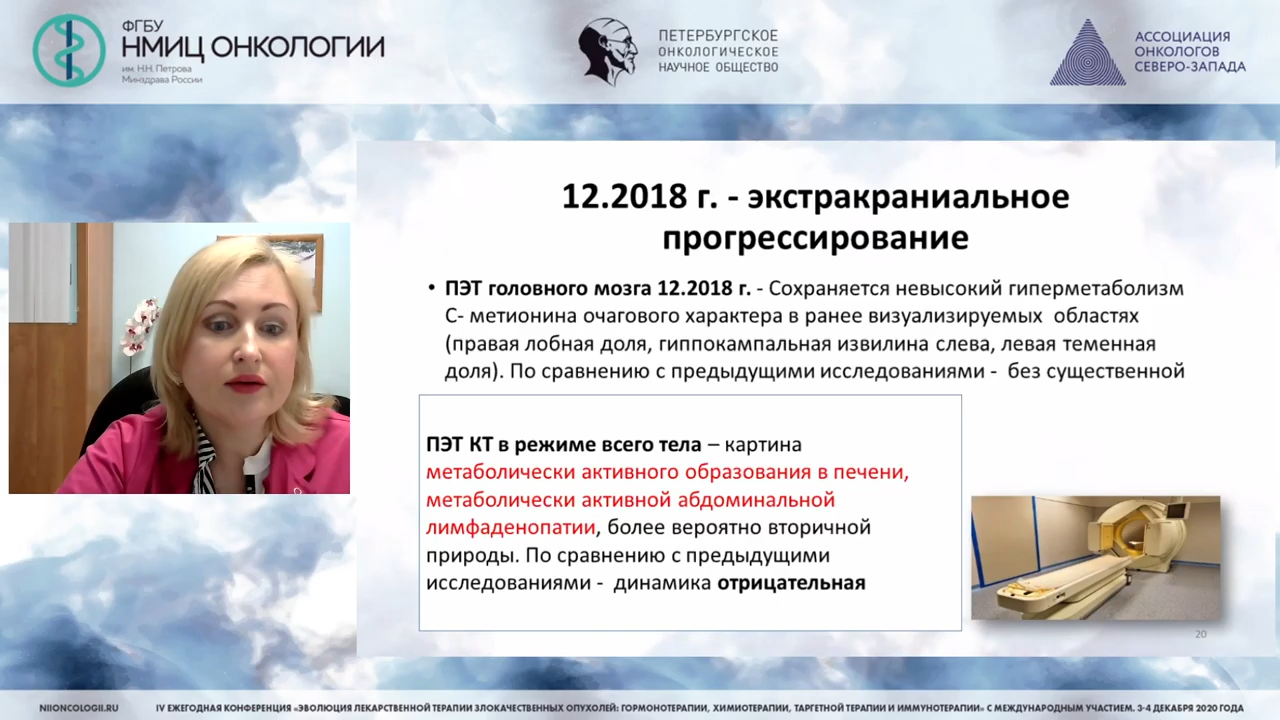 ФГБУ
НМИЦ ОНКОЛОГИИ
им. Н.Н. Петрова
Минздрава России
ПЕТЕРБУРГСКОЕ
ОНКОЛОГИЧЕСКОЕ
НАУЧНОЕ ОБЩЕСТВО
АССОЦИАЦИЯ
ОНКОЛОГОВ
СЕВЕРО-ЗАПАДА
12.2018 г. - экстракраниальное
прогрессирование
• ПЭТ головного мозга 12.2018 г. - Сохраняется невысокий гиперметаболизм
С- метионина очагового характера в ранее визуализируемых областях
(правая лобная доля, гиппокампальная извилина слева, левая теменная
доля). По сравнению с предыдущими исследованиями - без существенной
ПЭТ КТ в режиме всего тела – картина
метаболически активного образования в печени,
метаболически активной абдоминальной
лимфаденопатии, более вероятно вторичной
природы. По сравнению с предыдущими
исследованиями - динамика отрицательная
20
NIIONCOLOGII.RU
IV ЕЖЕГОДНАЯ КОНФЕРЕНЦИЯ «ЭВОЛЮЦИЯ ЛЕКАРСТВЕННОЙ ТЕРАПИИ ЗЛОКАЧЕСТВЕННЫХ ОПУХОЛЕЙ: ГОРМОНОТЕРАПИИ, ХИМИОТЕРАПИИ, ТАРГЕТНОЙ ТЕРАПИИ И ИММУНОТЕРАПИИ» С МЕЖДУНАРОДНЫМ УЧАСТИЕМ. 3-4 ДЕКАБРЯ 2020 ГОДА